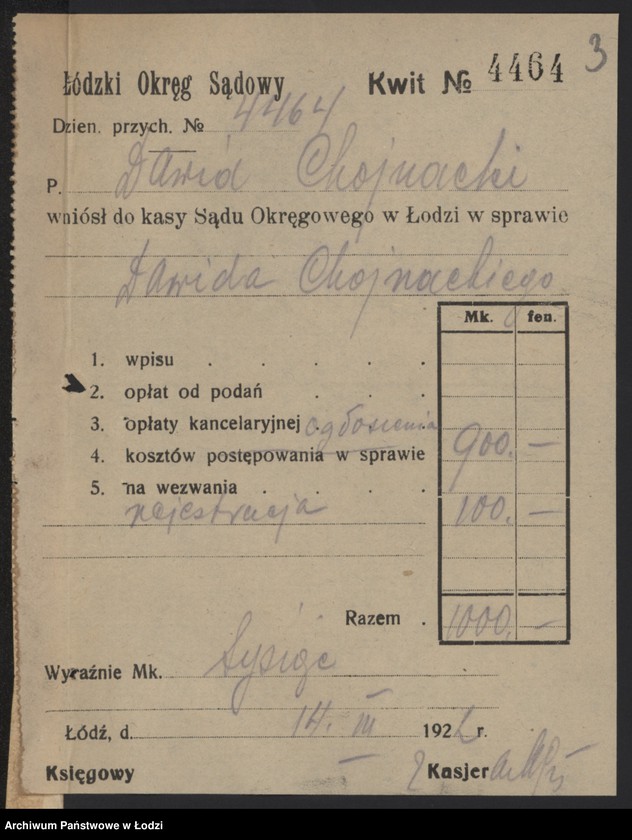 3
Łódzki Okręg Sądowy Kwit № 4464
Dzien. przych. № 4464
P. Dawid Chojnacki
wniósł do kasy Sądu Okręgowego w Łodzi w sprawie
Dawida Chojnackiego
Mk. fen.
1. wpisu . . . . .
2. opłat od podań . . .
3. opłaty kancelaryjnej . ogłoszenia
4. kosztów postępowania w sprawie 900. —
5. na wezwania . . . .
rejestracja 100. —
Razem . 1000. —
Wyraźnie Mk. tysiąc
Łódź, d. 14. III 1922 r.
Księgowy Kasjer
Archiwum Państwowe w Łodzi